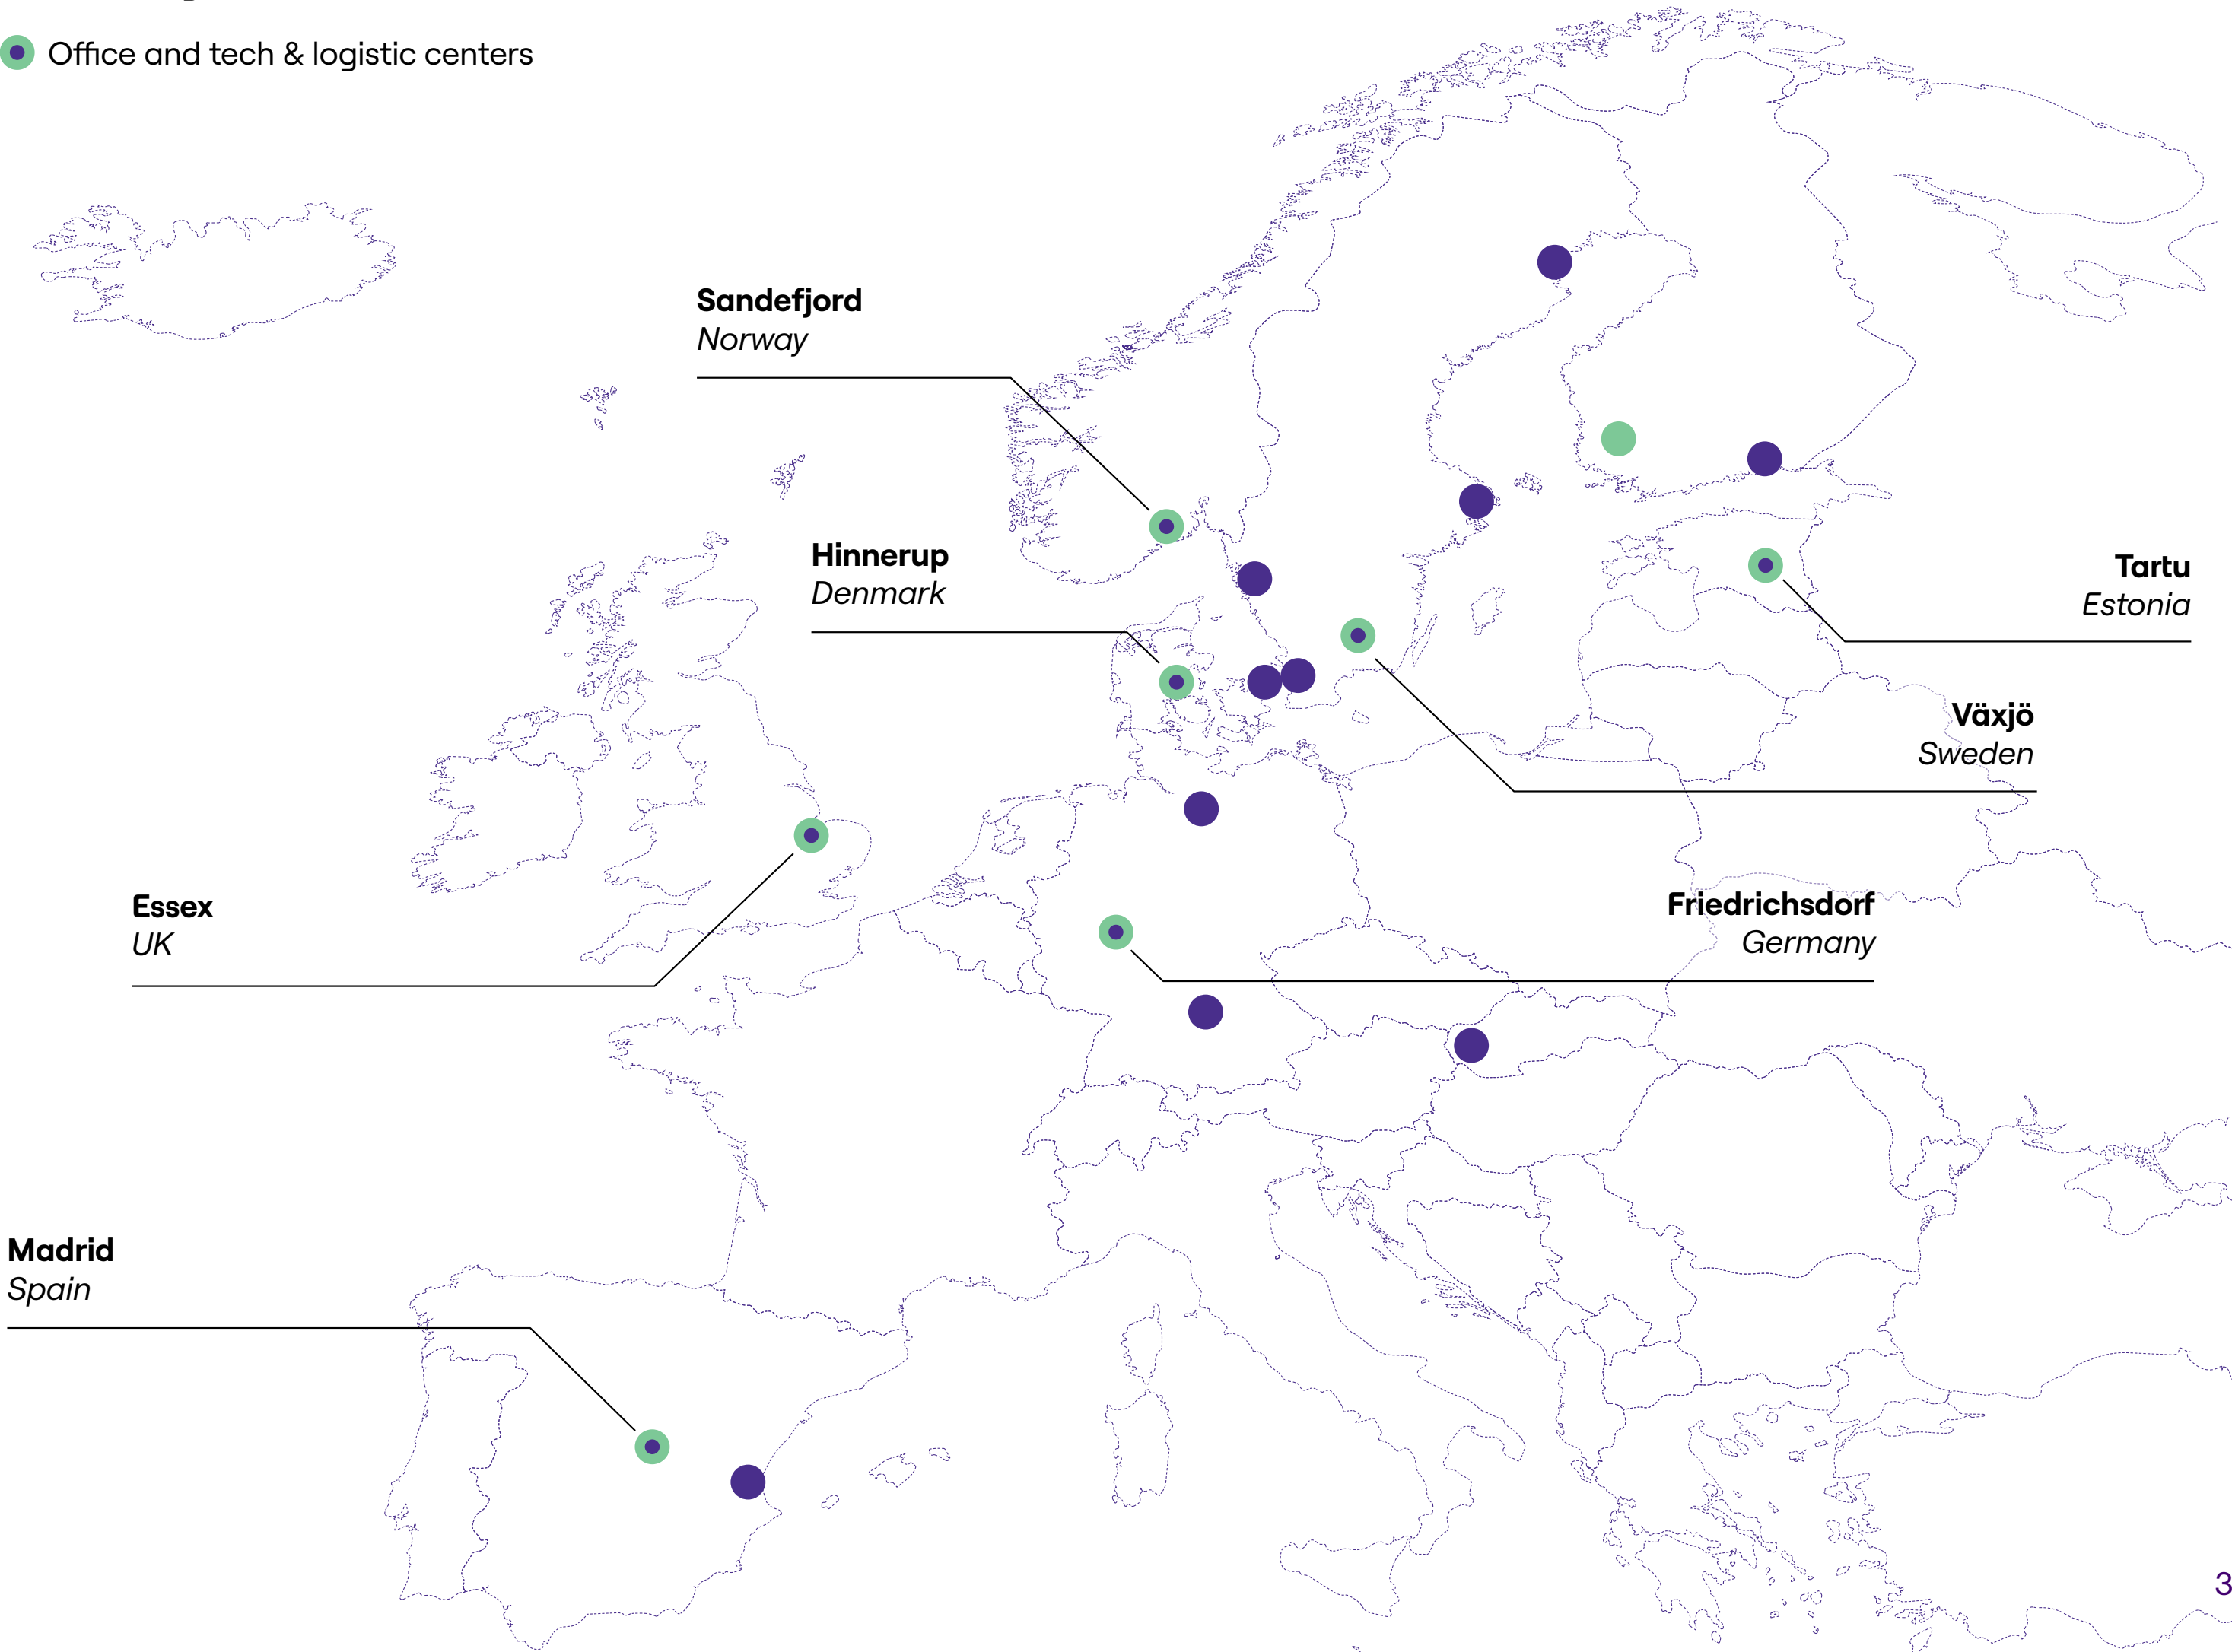 Office and tech & logistic centers
Sandefjord
Norway
Hinnerup
Denmark
Tartu
Estonia
Växjö
Sweden
Essex
UK
Friedrichsdorf
Germany
Madrid
Spain
3